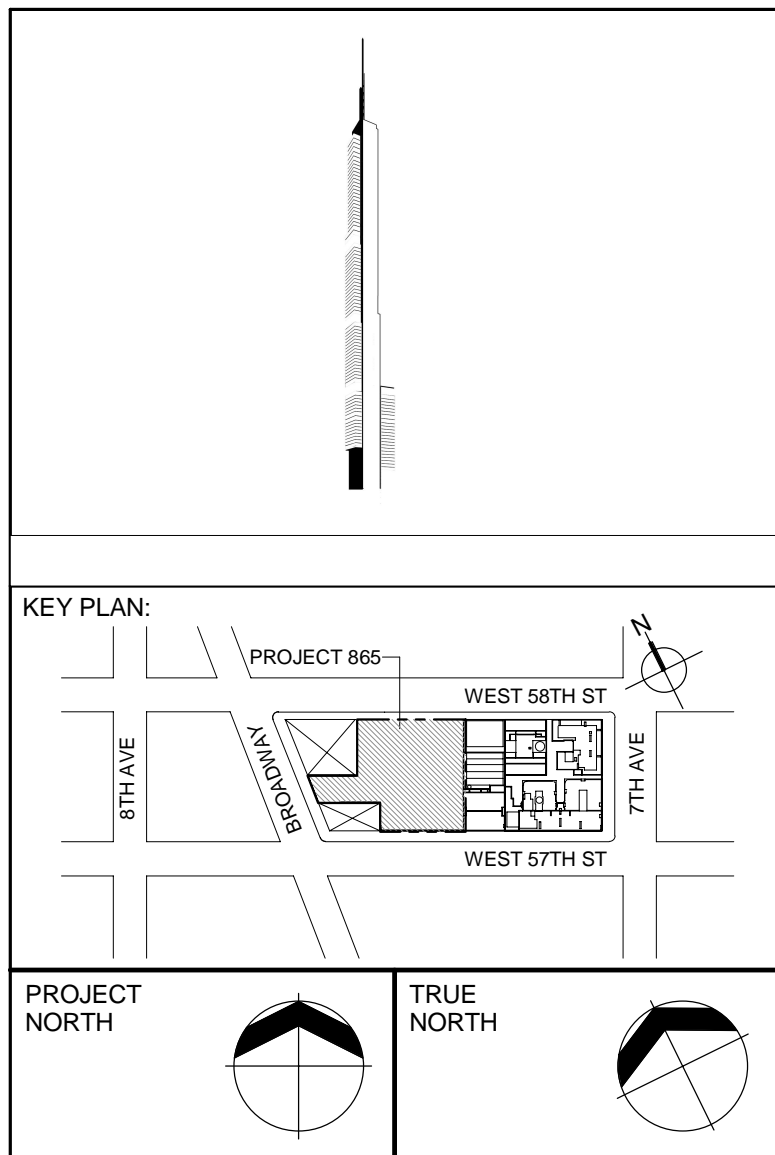 KEY PLAN:
N
PROJECT 865
WEST 58TH ST
8TH AVE
BROADWAY
7TH AVE
WEST 57TH ST
PROJECT
NORTH
TRUE
NORTH